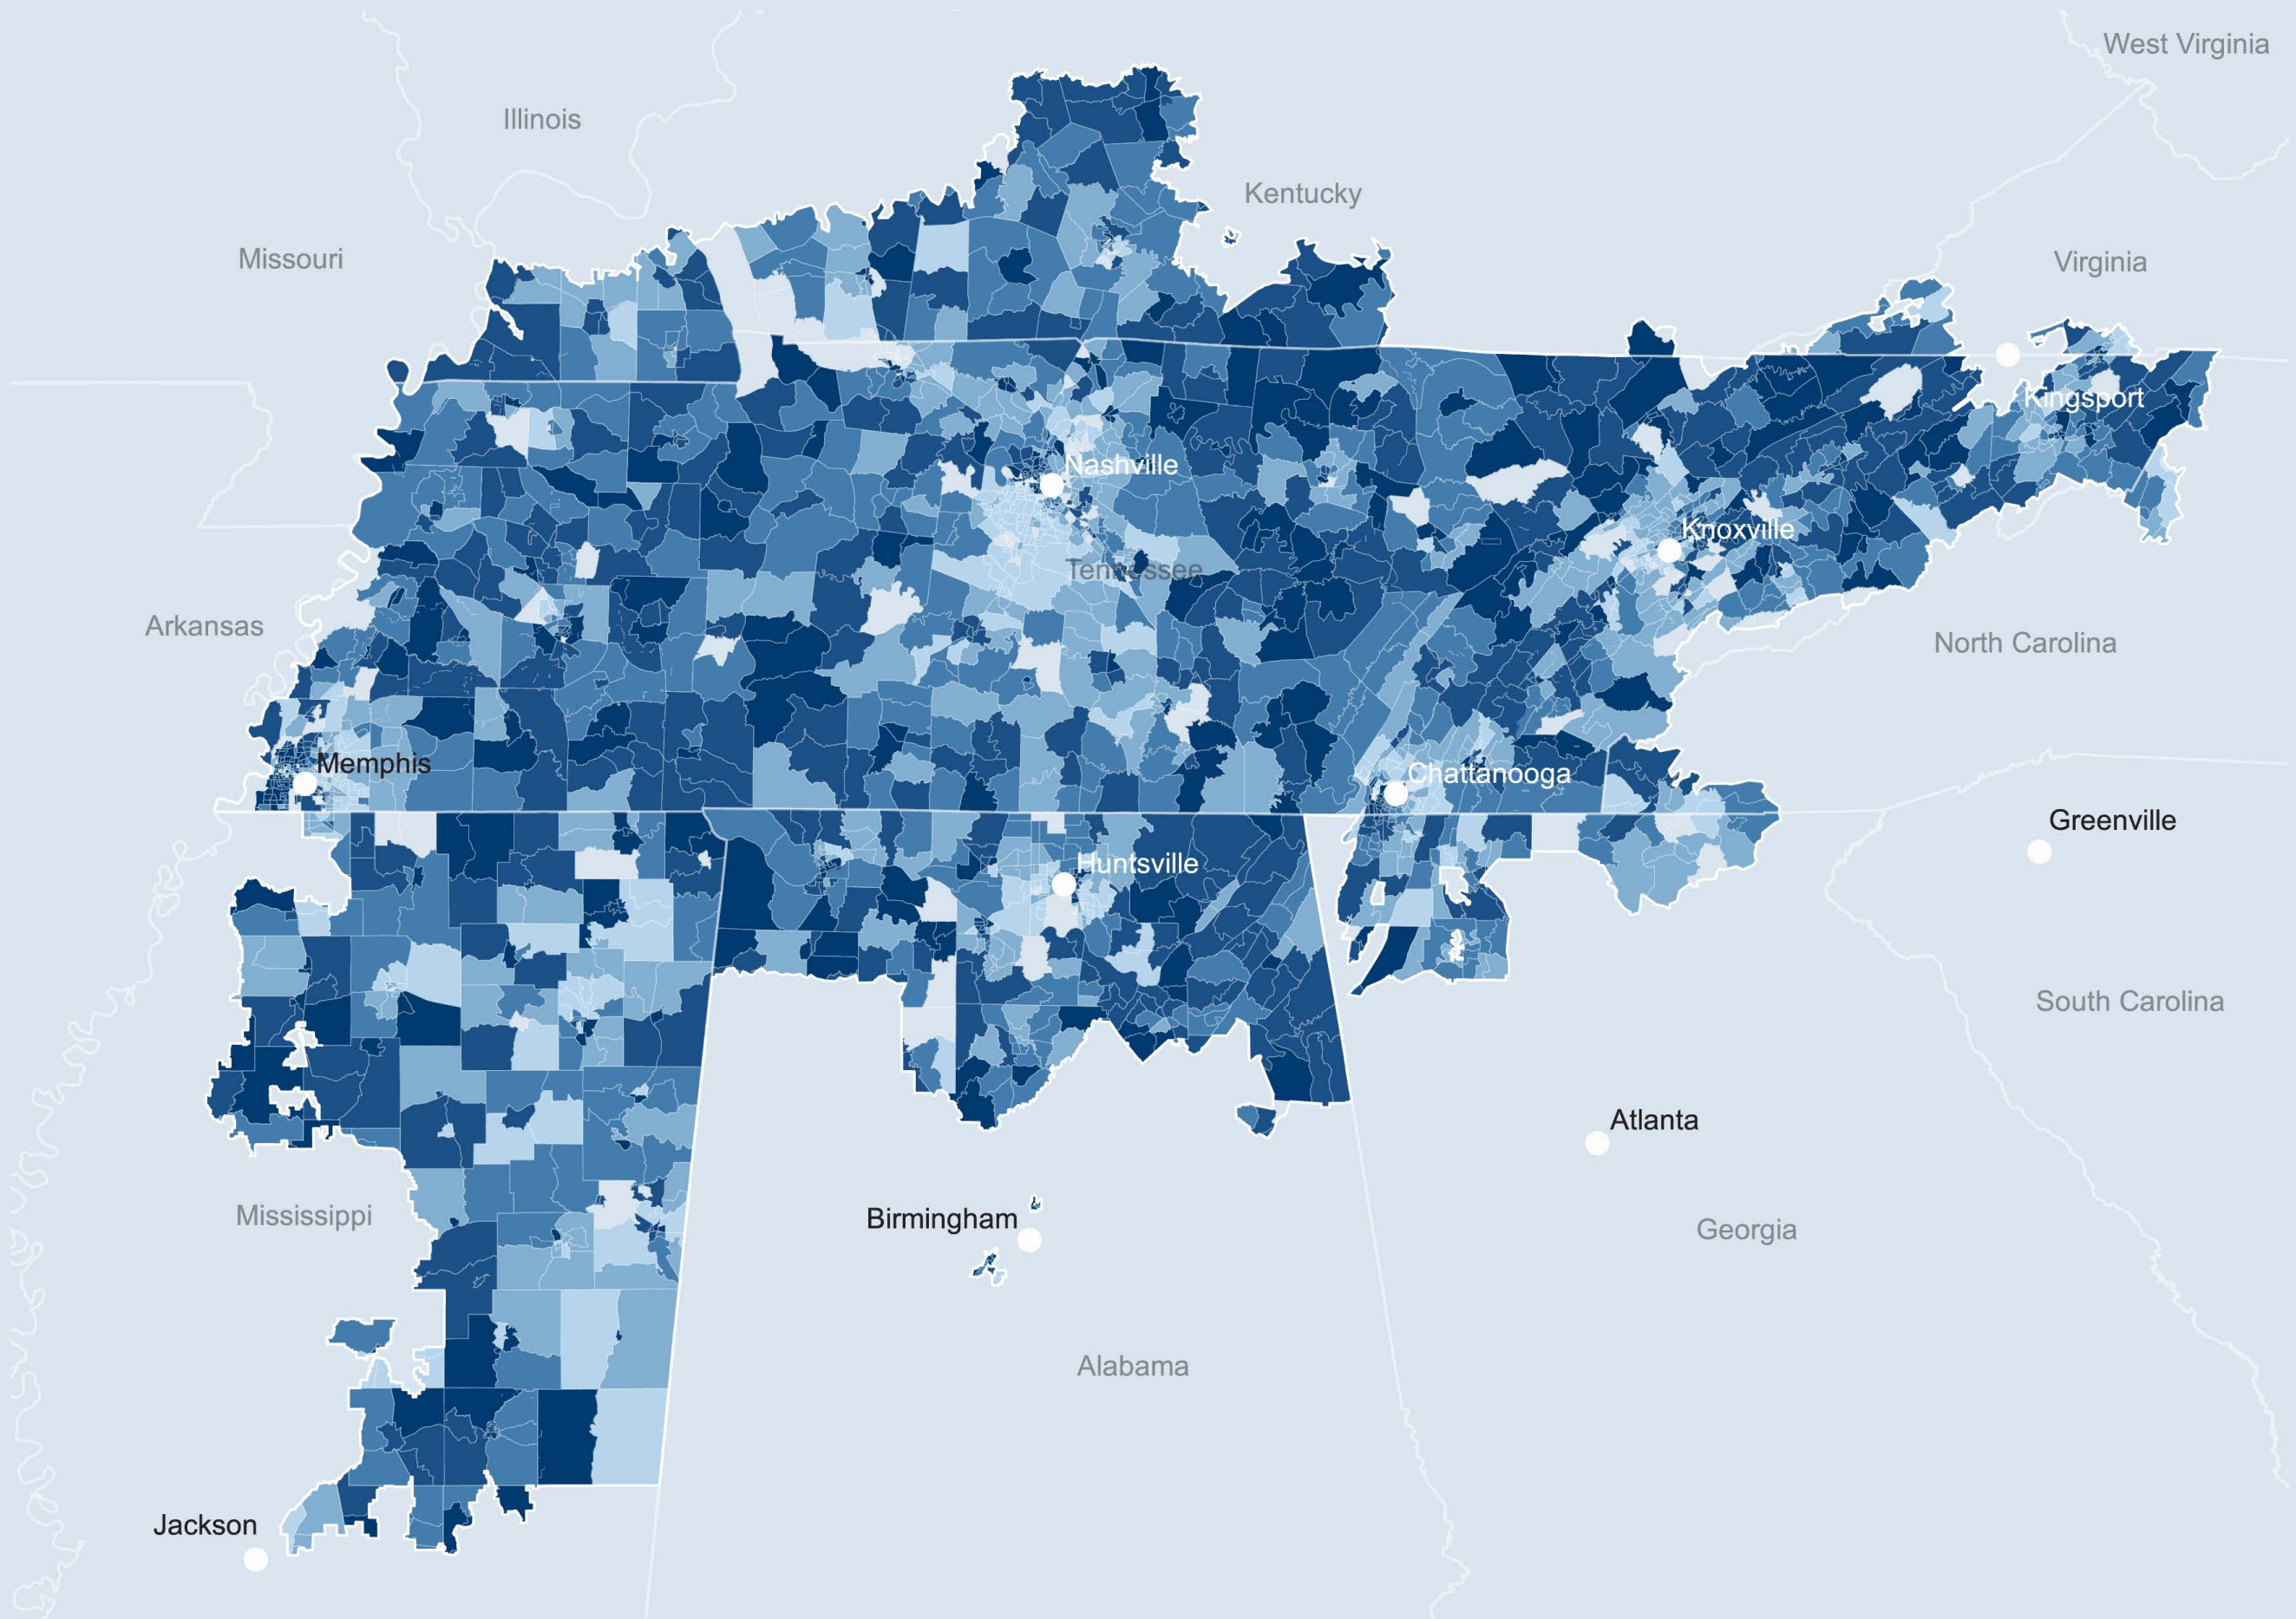 West Virginia
Illinois
Kentucky
Missouri
Virginia
Kingsport
Nashville
Knoxville
Tennessee
Arkansas
North Carolina
Memphis
Chattanooga
Greenville
Huntsville
South Carolina
Atlanta
Mississippi
Birmingham
Georgia
Alabama
Jackson